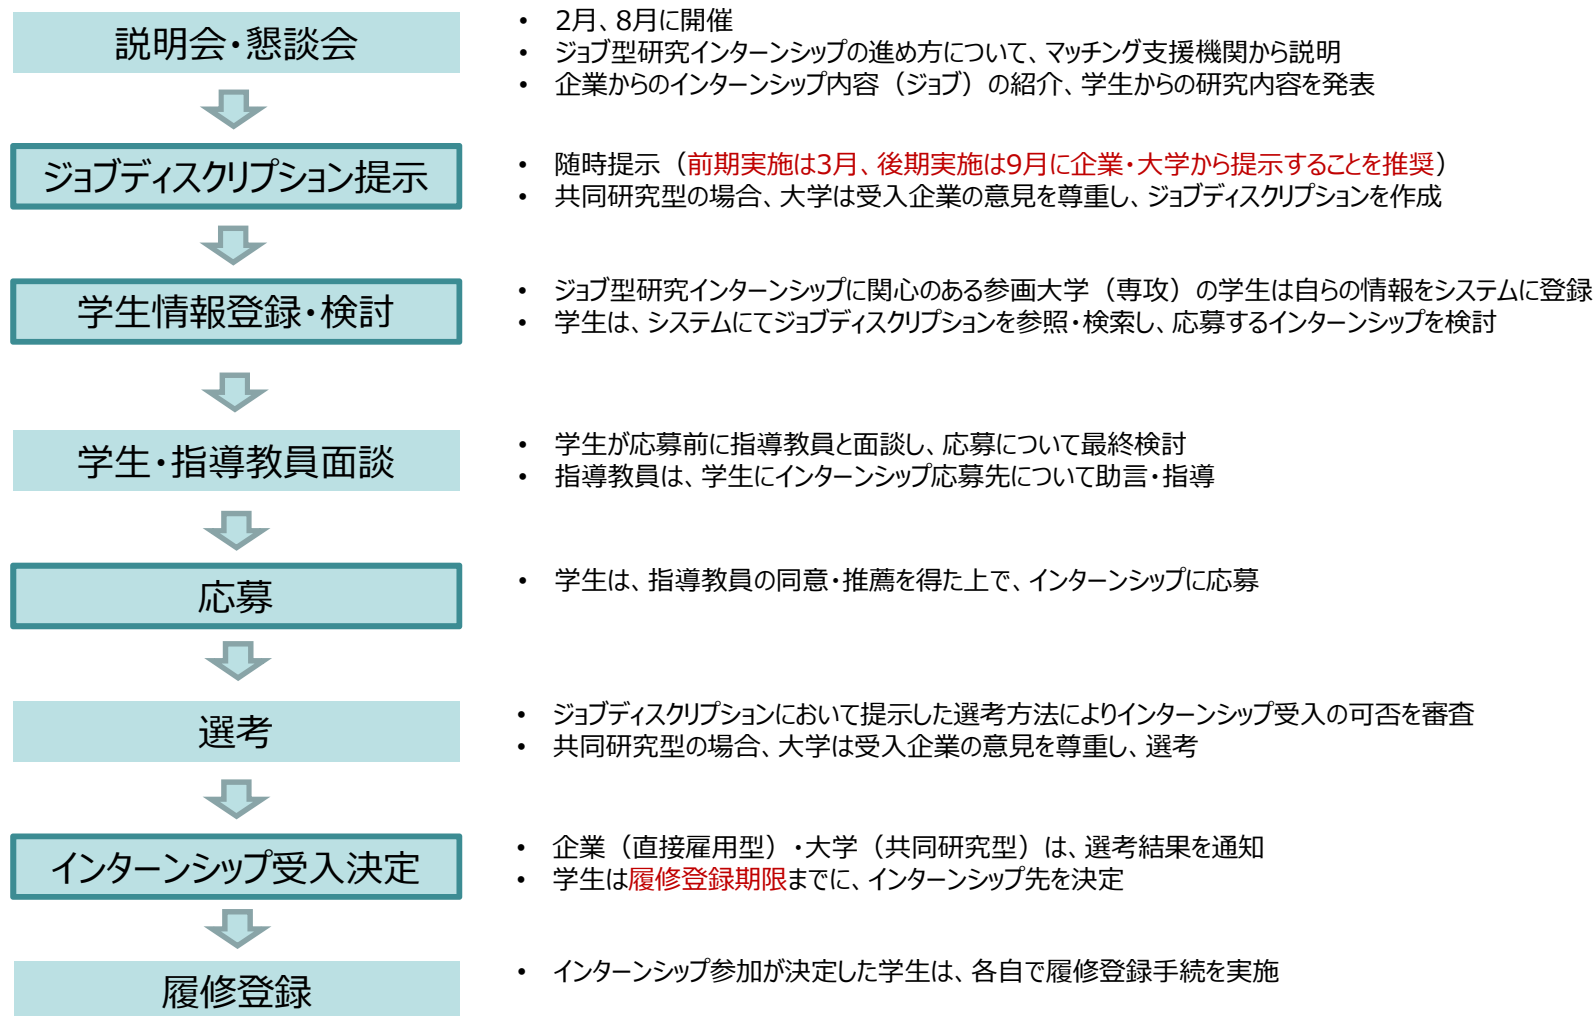 説明会・懇談会
• 2月、8月に開催
• ジョブ型研究インターンシップの進め方について、マッチング支援機関から説明
• 企業からのインターンシップ内容（ジョブ）の紹介、学生からの研究内容を発表
ジョブディスクリプション提示
• 随時提示（前期実施は3月、後期実施は9月に企業・大学から提示することを推奨）
• 共同研究型の場合、大学は受入企業の意見を尊重し、ジョブディスクリプションを作成
学生情報登録・検討
• ジョブ型研究インターンシップに関心のある参画大学（専攻）の学生は自らの情報をシステムに登録
• 学生は、システムにてジョブディスクリプションを参照・検索し、応募するインターンシップを検討
学生・指導教員面談
• 学生が応募前に指導教員と面談し、応募について最終検討
• 指導教員は、学生にインターンシップ応募先について助言・指導
応募
• 学生は、指導教員の同意・推薦を得た上で、インターンシップに応募
選考
• ジョブディスクリプションにおいて提示した選考方法によりインターンシップ受入の可否を審査
• 共同研究型の場合、大学は受入企業の意見を尊重し、選考
インターンシップ受入決定
• 企業（直接雇用型）・大学（共同研究型）は、選考結果を通知
• 学生は履修登録期限までに、インターンシップ先を決定
履修登録
• インターンシップ参加が決定した学生は、各自で履修登録手続を実施